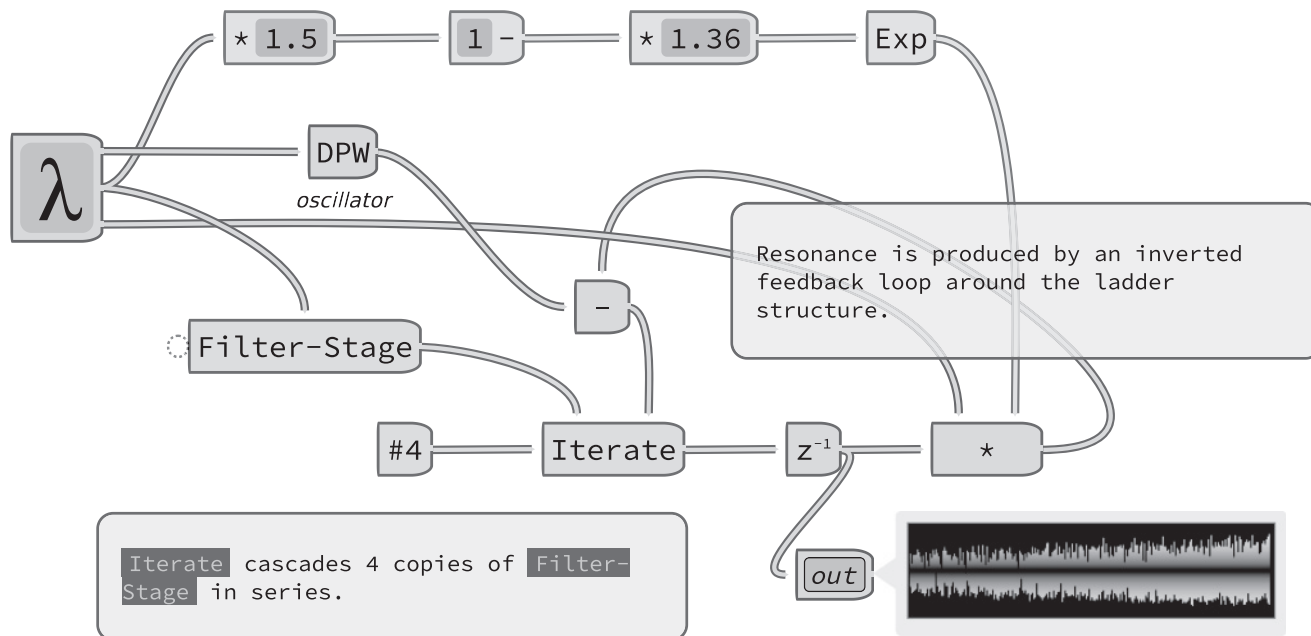 * 1.5
1 -
* 1.36
Exp
λ
DPW
oscillator
Resonance is produced by an inverted
feedback loop around the ladder
structure.
-
Filter-Stage
#4
Iterate
z⁻¹
*
Iterate cascades 4 copies of Filter-
Stage in series.
out